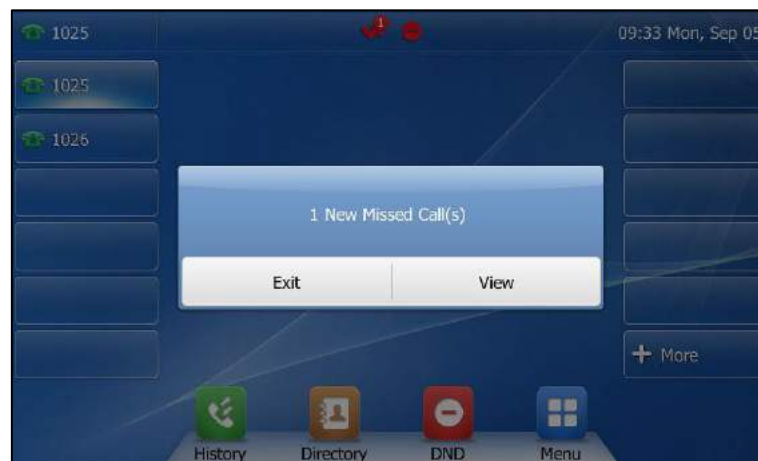 1025
1
09:33 Mon, Sep 05
1025
1026
1 New Missed Call(s)
Exit
View
More
History
Directory
DND
Menu